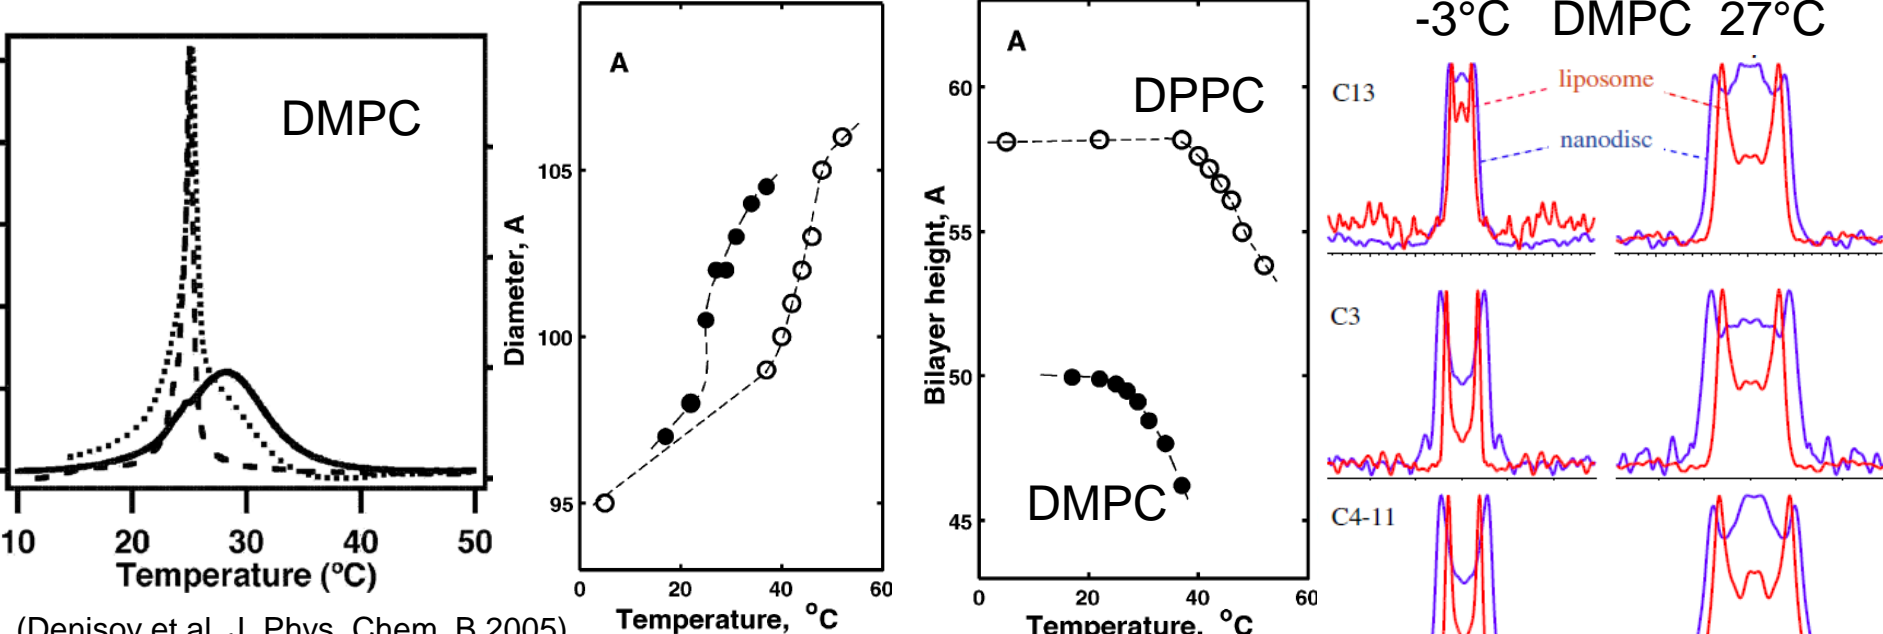 DMPC
10 20 30 40 50
Temperature (°C)
(Denisov et al. J. Phys. Chem. B 2005)
A
105
100
95
Diameter, A
0 20 40 60
Temperature, °C
A
DPPC
60
55
50
45
Bilayer height, A
DMPC
0 20 40 60
Temperature, °C
-3°C DMPC 27°C
C13
liposome
nanodisc
C3
C4-11